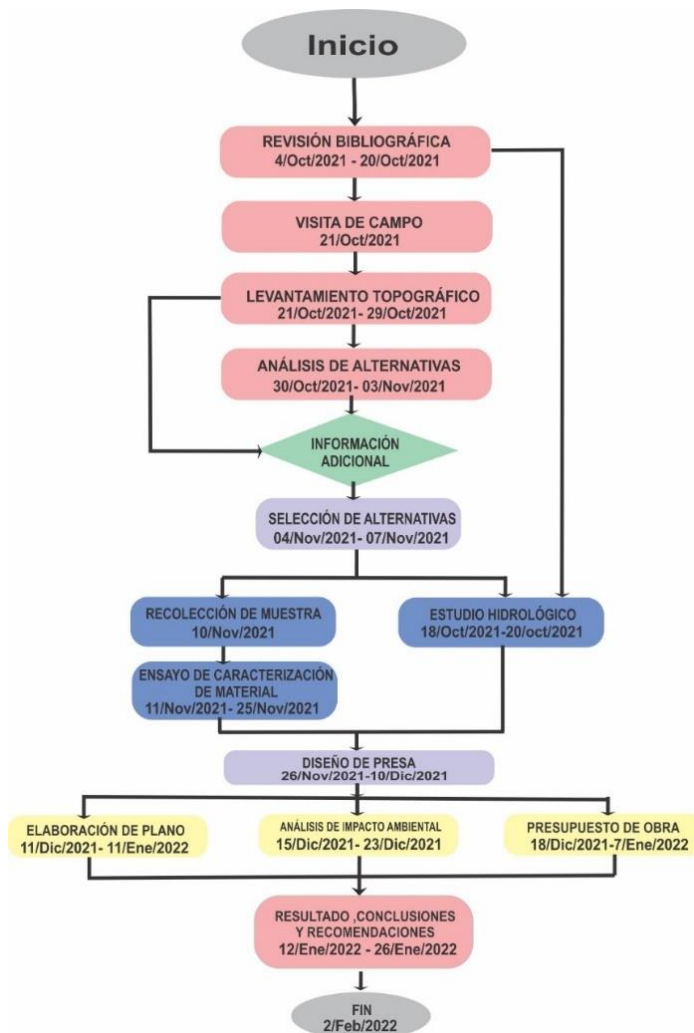 Inicio
REVISIÓN BIBLIOGRÁFICA
4/Oct/2021 - 20/Oct/2021
VISITA DE CAMPO
21/Oct/2021
LEVANTAMIENTO TOPOGRÁFICO
21/Oct/2021- 29/Oct/2021
ANÁLISIS DE ALTERNATIVAS
30/Oct/2021- 03/Nov/2021
INFORMACIÓN
ADICIONAL
SELECCIÓN DE ALTERNATIVAS
04/Nov/2021- 07/Nov/2021
RECOLECCIÓN DE MUESTRA
10/Nov/2021
ESTUDIO HIDROLÓGICO
18/Oct/2021-20/oct/2021
ENSAYO DE CARACTERIZACIÓN
DE MATERIAL
11/Nov/2021- 25/Nov/2021
DISEÑO DE PRESA
26/Nov/2021-10/Dic/2021
ELABORACIÓN DE PLANO
11/Dic/2021- 11/Ene/2022
ANÁLISIS DE IMPACTO AMBIENTAL
15/Dic/2021- 23/Dic/2021
PRESUPUESTO DE OBRA
18/Dic/2021-7/Ene/2022
RESULTADO ,CONCLUSIONES
Y RECOMENDACIONES
12/Ene/2022 - 26/Ene/2022
FIN
2/Feb/2022